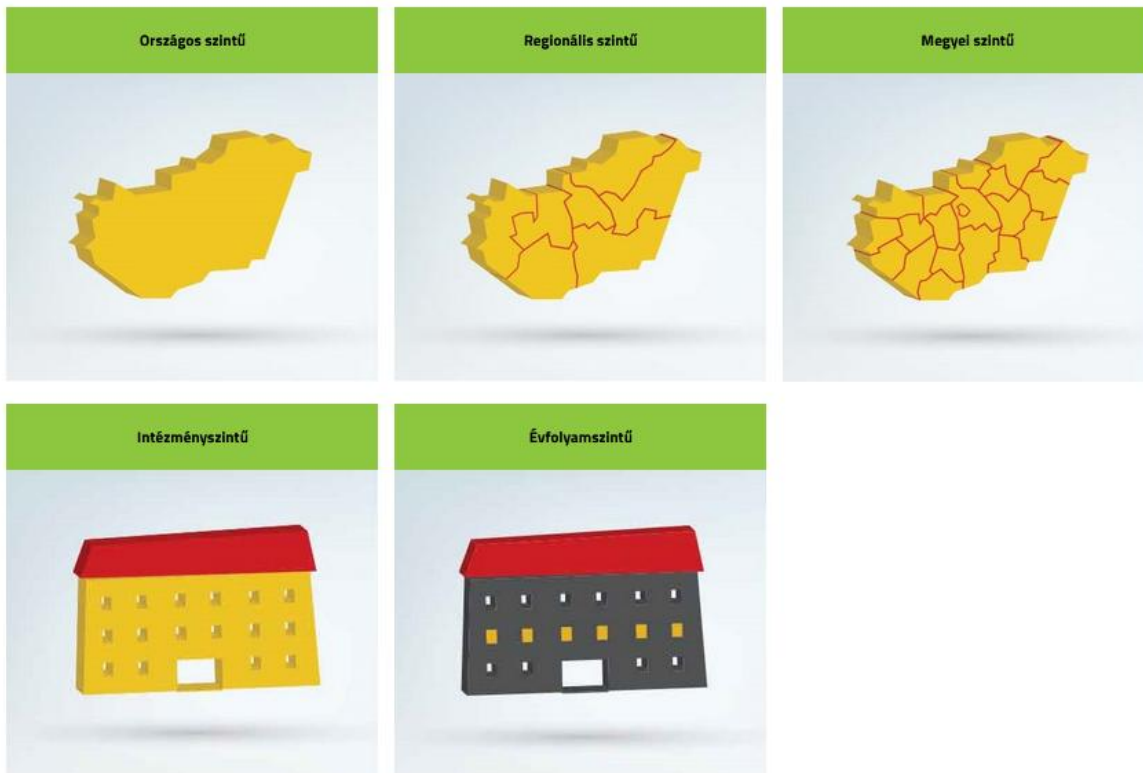 Országos szintű
Regionális szintű
Megyei szintű
Intézményszintű
Évfolyamszintű